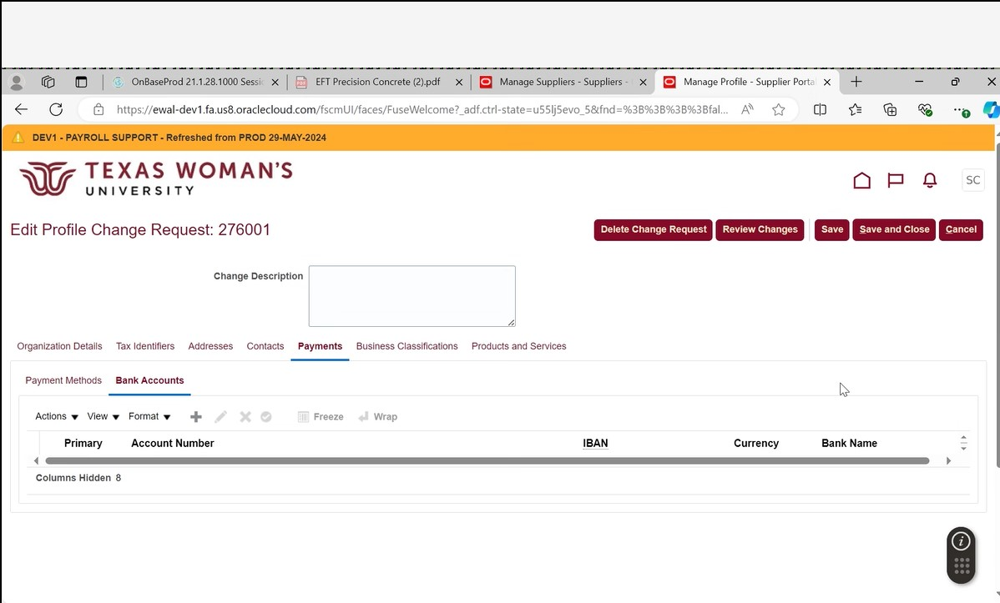 OnBaseProd 21.1.28.1000 Sessi
EFT Precision Concrete (2).pdf
Manage Suppliers - Suppliers -
Manage Profile - Supplier Porta
https://ewal-dev1.fa.us8.oraclecloud.com/fscmUI/faces/FuseWelcome?_adf.ctrl-state=u55lj5evo_5&fnd=%3B%3B%3B%3Bfal...
DEV1 - PAYROLL SUPPORT - Refreshed from PROD 29-MAY-2024
TEXAS WOMAN'S
UNIVERSITY
SC
Edit Profile Change Request: 276001
Delete Change Request
Review Changes
Save
Save and Close
Cancel
Change Description
Organization Details
Tax Identifiers
Addresses
Contacts
Payments
Business Classifications
Products and Services
Payment Methods
Bank Accounts
Actions
View
Format
Freeze
Wrap
Primary
Account Number
IBAN
Currency
Bank Name
Columns Hidden 8